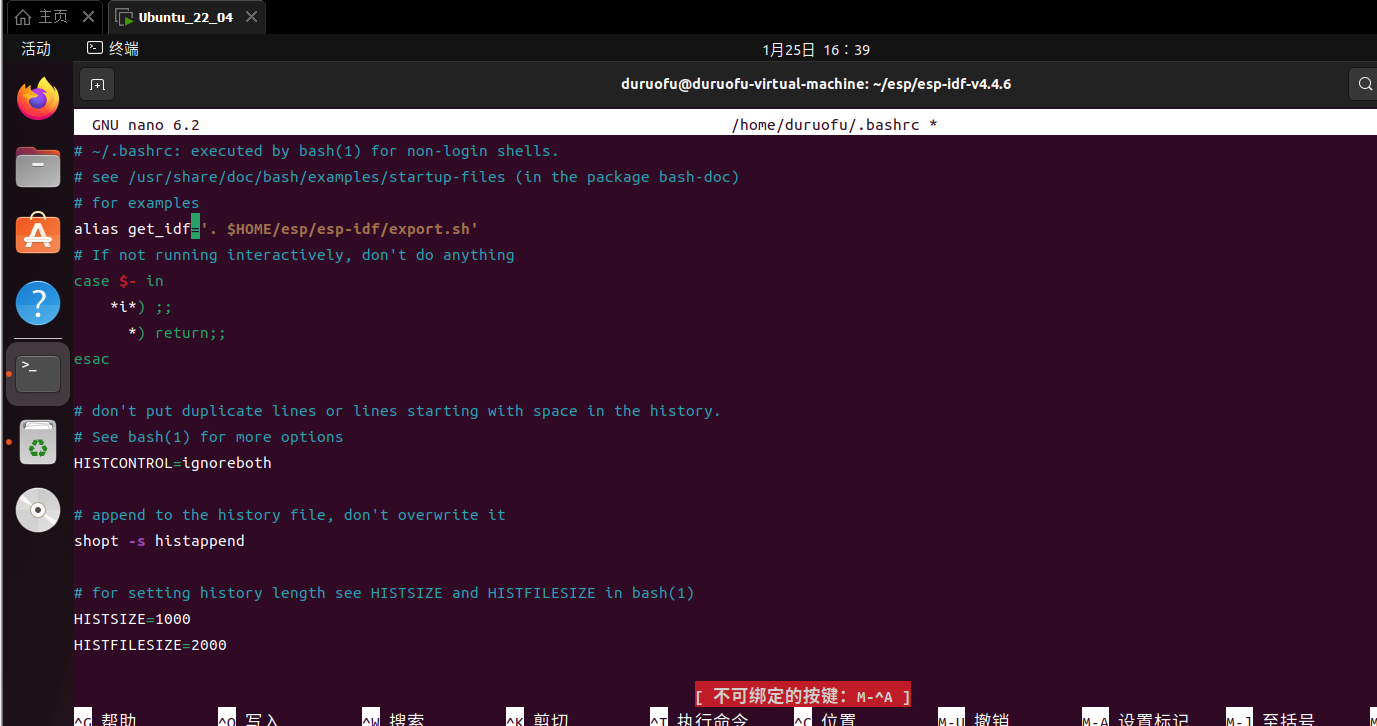 主页
Ubuntu_22_04
活动
终端
1月25日 16：39
duruofu@duruofu-virtual-machine: ~/esp/esp-idf-v4.4.6
GNU nano 6.2 /home/duruofu/.bashrc *
# ~/.bashrc: executed by bash(1) for non-login shells.
# see /usr/share/doc/bash/examples/startup-files (in the package bash-doc)
# for examples
alias get_idf='. $HOME/esp/esp-idf/export.sh'
# If not running interactively, don't do anything
case $- in
*i*) ;;
*) return;;
esac
# don't put duplicate lines or lines starting with space in the history.
# See bash(1) for more options
HISTCONTROL=ignoreboth
# append to the history file, don't overwrite it
shopt -s histappend
# for setting history length see HISTSIZE and HISTFILESIZE in bash(1)
HISTSIZE=1000
HISTFILESIZE=2000
[ 不可绑定的按键：M-^A ]
^G 帮助 ^O 写入 ^W 搜索 ^K 剪切 ^T 执行命令 ^C 位置 M-U 撤销 M-A 设置标记 M-] 至括号